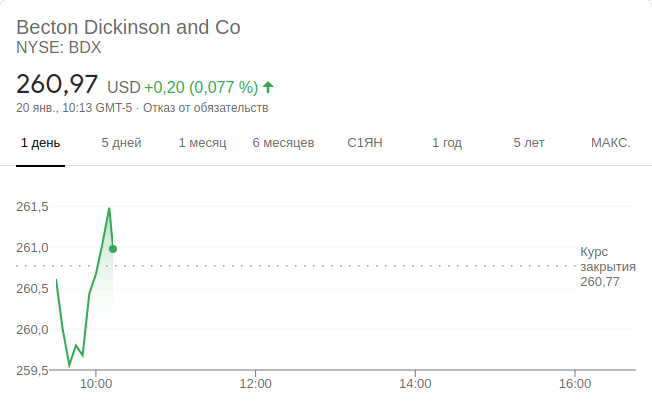 Becton Dickinson and Co
NYSE: BDX
260,97 USD +0,20 (0,077 %)
20 янв., 10:13 GMT-5 · Отказ от обязательств
1 день 5 дней 1 месяц 6 месяцев С1ЯН 1 год 5 лет МАКС.
261,5
261,0
Курс
закрытия
260,77
260,5
260,0
259,5
10:00 12:00 14:00 16:00